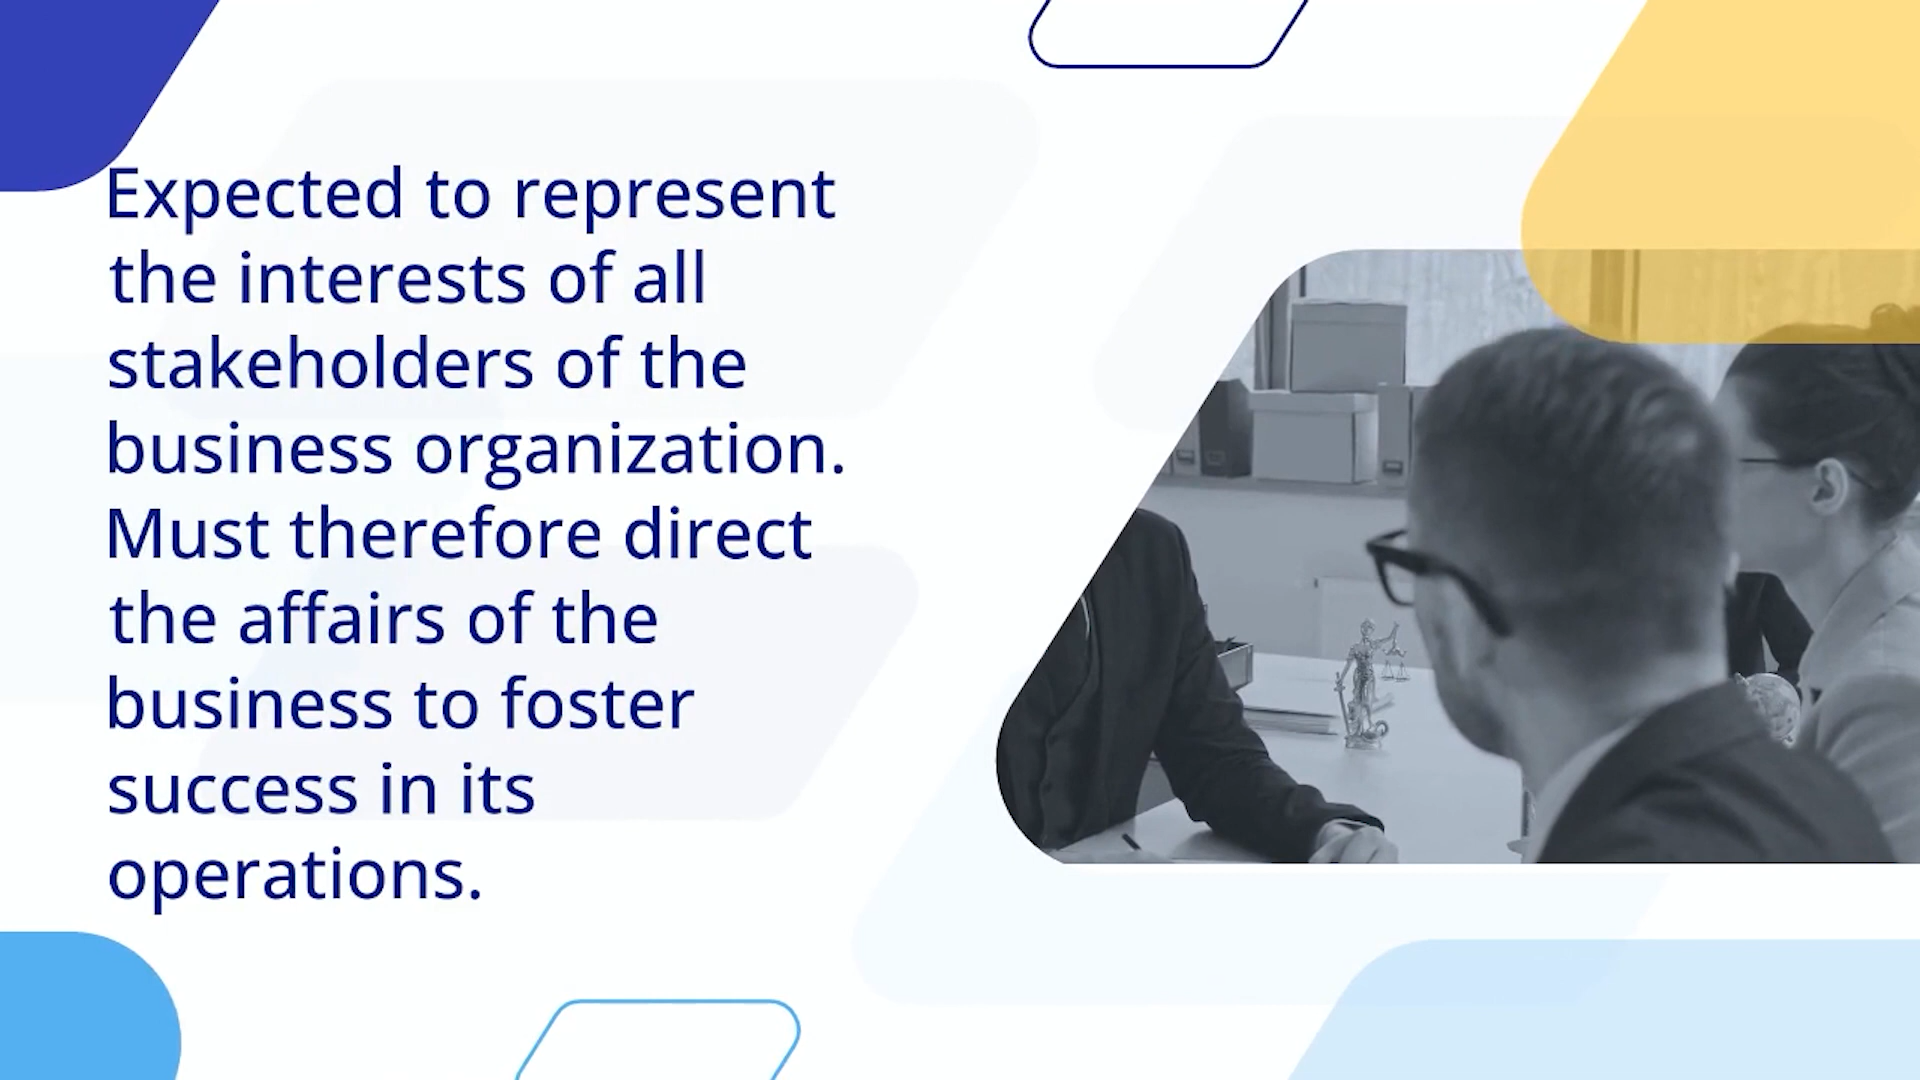 Expected to represent
the interests of all
stakeholders of the
business organization.
Must therefore direct
the affairs of the
business to foster
success in its
operations.